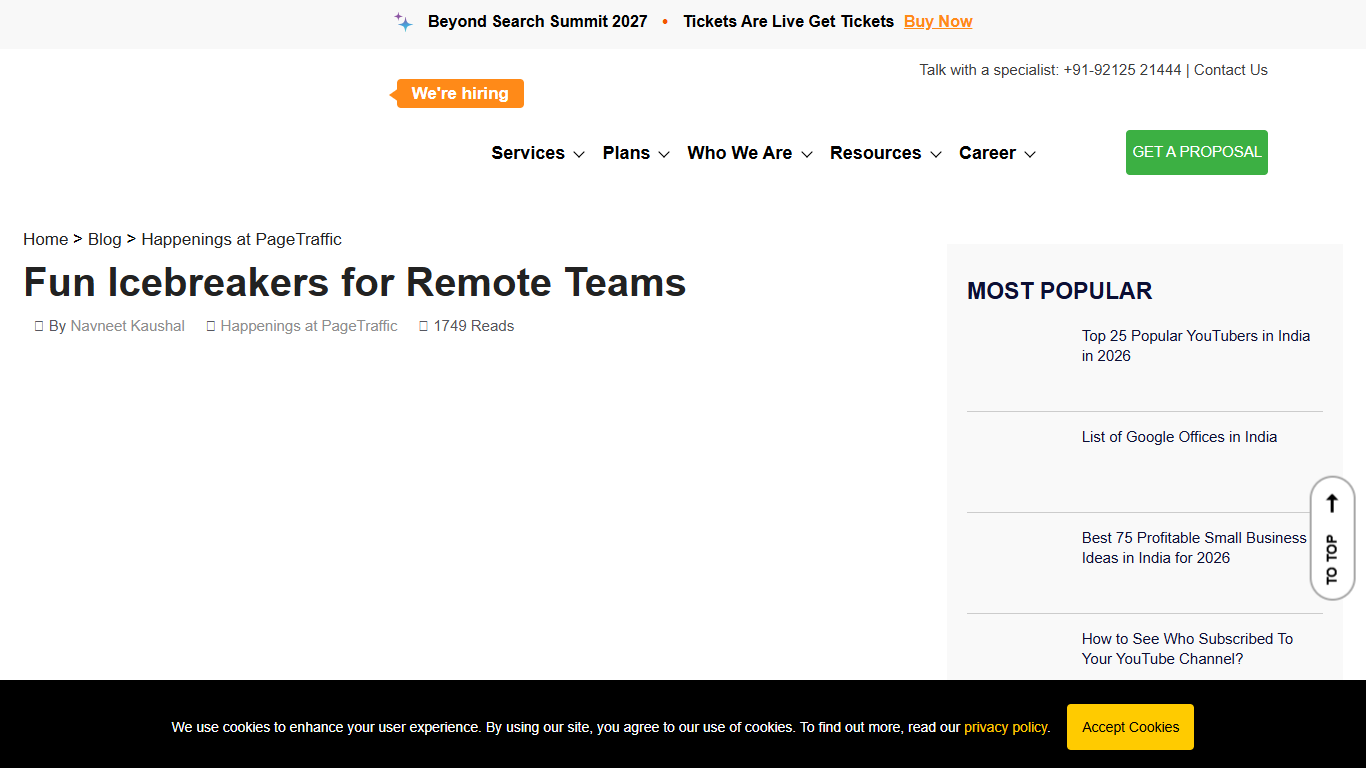 Beyond Search Summit 2027 • Tickets Are Live Get Tickets Buy Now
Talk with a specialist: +91-92125 21444 | Contact Us
We're hiring
Services Plans Who We Are Resources Career
GET A PROPOSAL
Home > Blog > Happenings at PageTraffic
Fun Icebreakers for Remote Teams
By Navneet Kaushal Happenings at PageTraffic 1749 Reads
MOST POPULAR
Top 25 Popular YouTubers in India
in 2026
List of Google Offices in India
Best 75 Profitable Small Business
Ideas in India for 2026
How to See Who Subscribed To
Your YouTube Channel?
TO TOP
We use cookies to enhance your user experience. By using our site, you agree to our use of cookies. To find out more, read our privacy policy.
Accept Cookies